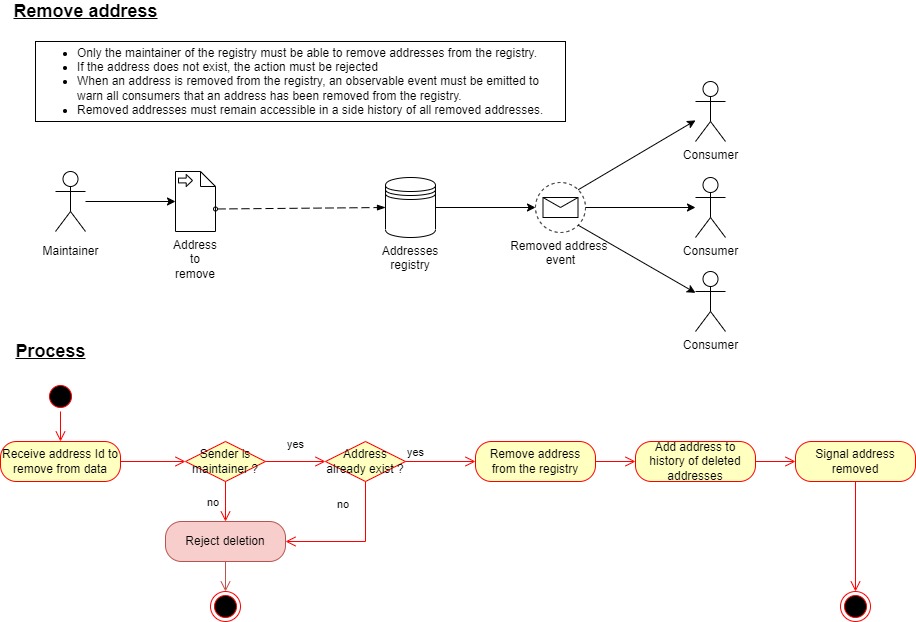 Remove address
Only the maintainer of the registry must be able to remove addresses from the registry.
If the address does not exist, the action must be rejected
When an address is removed from the registry, an observable event must be emitted to
warn all consumers that an address has been removed from the registry.
Removed addresses must remain accessible in a side history of all removed addresses.
Consumer
Maintainer
Address
to
remove
Addresses
registry
Removed address
event
Consumer
Consumer
Process
Receive address Id to
remove from data
Sender is
maintainer ?
yes
Address
already exist ?
yes
Remove address
from the registry
Add address to
history of deleted
addresses
Signal address
removed
no
no
Reject deletion